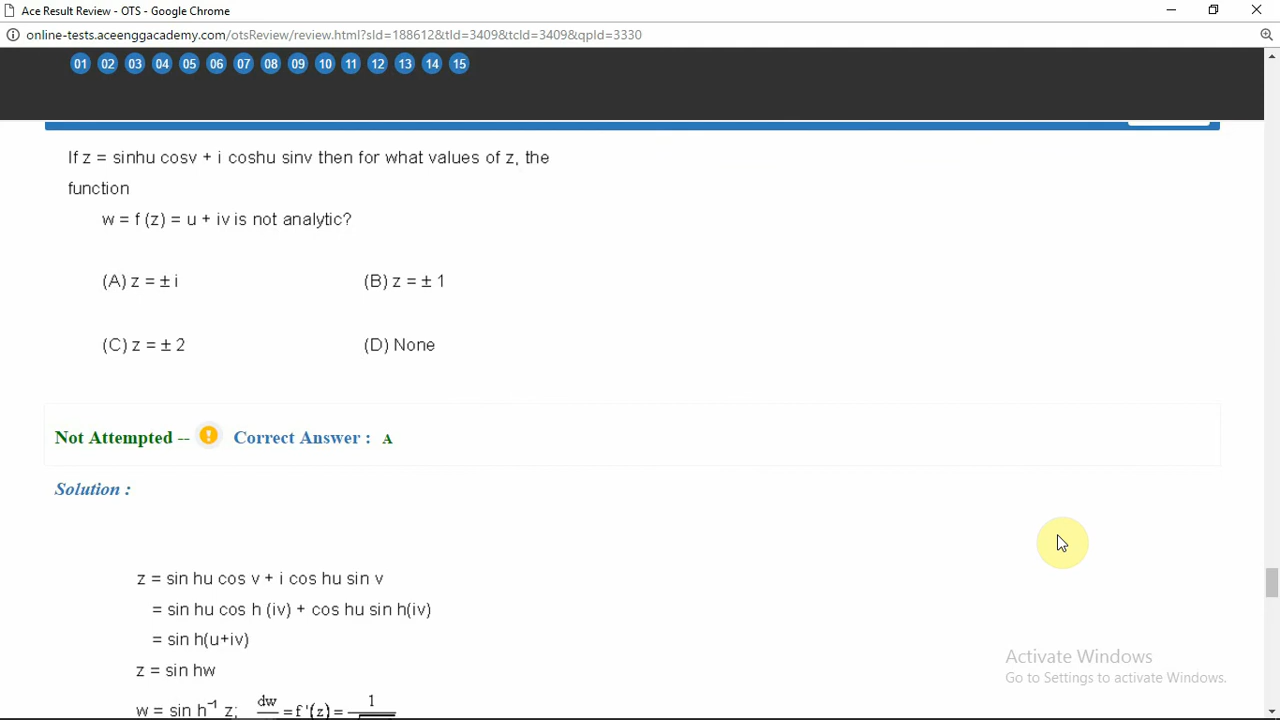 Ace Result Review - OTS - Google Chrome
online-tests.aceenggacademy.com/otsReview/review.html?sId=188612&tId=3409&tcId=3409&qpId=3330
01 02 03 04 05 06 07 08 09 10 11 12 13 14 15
If z = sinhu cosv + i coshu sinv then for what values of z, the
function
w = f (z) = u + iv is not analytic?
(A) z = ± i (B) z = ± 1
(C) z = ± 2 (D) None
Not Attempted -- Correct Answer : A
Solution :
z = sin hu cos v + i cos hu sin v
= sin hu cos h (iv) + cos hu sin h(iv)
= sin h(u+iv)
z = sin hw
w = sin h⁻¹ z; dw = f '(z) = 1
Activate Windows
Go to Settings to activate Windows.